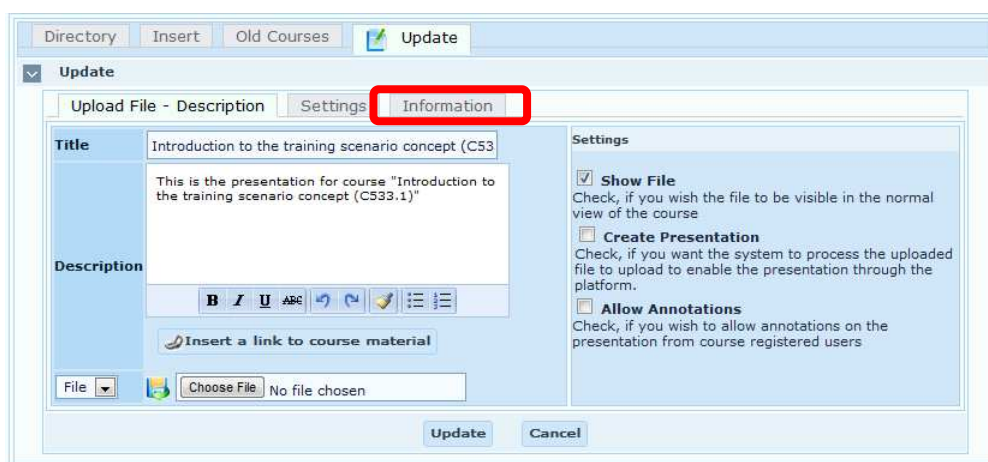 Directory Insert Old Courses Update
Update
Upload File - Description Settings Information
Title
Introduction to the training scenario concept (C53
Description
This is the presentation for course "Introduction to
the training scenario concept (C533.1)"
B I U ABC
Insert a link to course material
File Choose File No file chosen
Settings
Show File
Check, if you wish the file to be visible in the normal
view of the course
Create Presentation
Check, if you want the system to process the uploaded
file to upload to enable the presentation through the
platform.
Allow Annotations
Check, if you wish to allow annotations on the
presentation from course registered users
Update Cancel